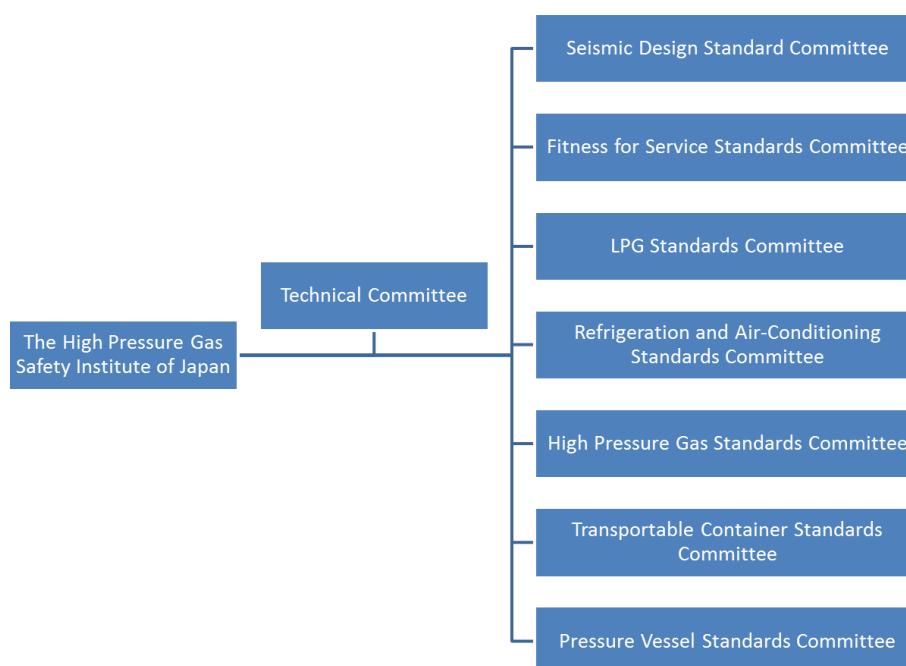 Seismic Design Standard Committee
Fitness for Service Standards Committee
LPG Standards Committee
Technical Committee
The High Pressure Gas
Safety Institute of Japan
Refrigeration and Air-Conditioning
Standards Committee
High Pressure Gas Standards Committee
Transportable Container Standards
Committee
Pressure Vessel Standards Committee